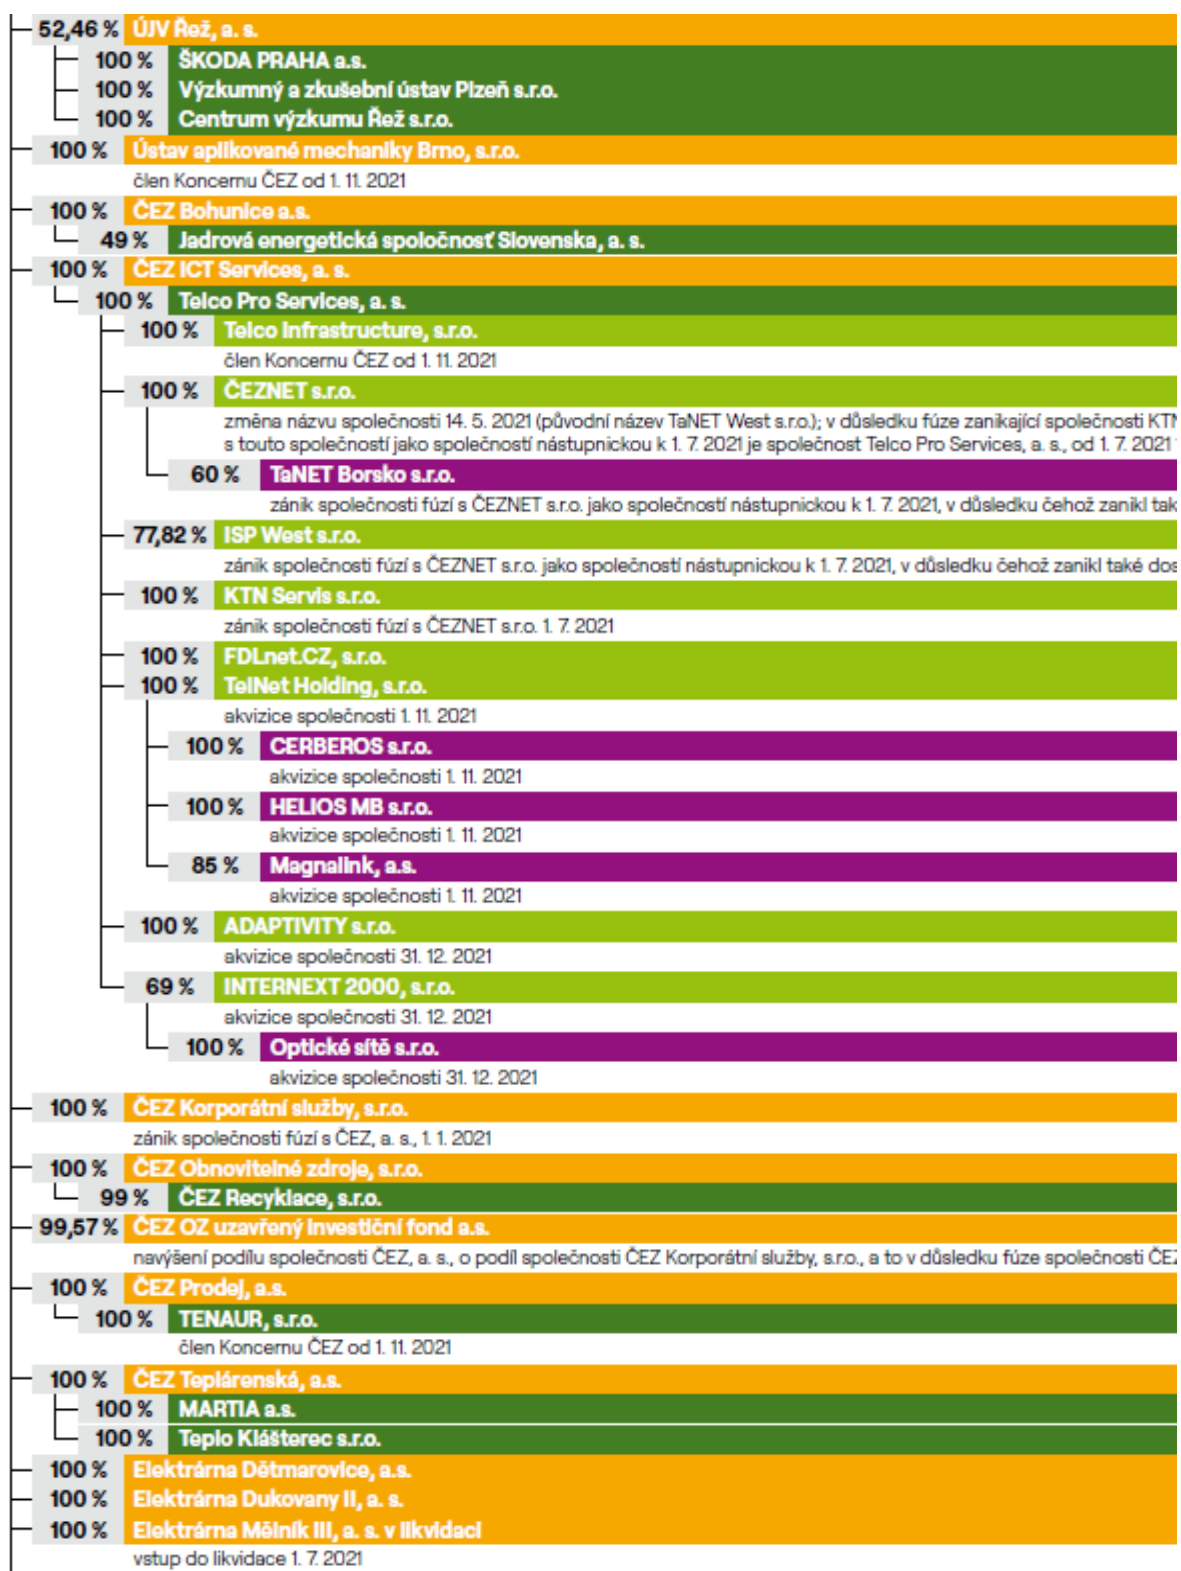 52,46 % ÚJV Řež, a. s.
100 % ŠKODA PRAHA a.s.
100 % Výzkumný a zkušební ústav Plzeň s.r.o.
100 % Centrum výzkumu Řež s.r.o.
100 % Ústav aplikované mechaniky Brno, s.r.o.
člen Koncernu ČEZ od 1. 11. 2021
100 % ČEZ Bohunice a.s.
49 % Jadrová energetická spoločnosť Slovenska, a. s.
100 % ČEZ ICT Services, a. s.
100 % Telco Pro Services, a. s.
100 % Telco Infrastructure, s.r.o.
člen Koncernu ČEZ od 1. 11. 2021
100 % ČEZNET s.r.o.
změna názvu společnosti 14. 5. 2021 (původní název TaNET West s.r.o.); v důsledku fúze zanikající společnosti KTN
s touto společností jako společností nástupnickou k 1. 7. 2021 je společnost Telco Pro Services, a. s., od 1. 7. 2021
60 % TaNET Borsko s.r.o.
zánik společnosti fúzí s ČEZNET s.r.o. jako společností nástupnickou k 1. 7. 2021, v důsledku čehož zanikl tak
77,82 % ISP West s.r.o.
zánik společnosti fúzí s ČEZNET s.r.o. jako společností nástupnickou k 1. 7. 2021, v důsledku čehož zanikl také dos
100 % KTN Servis s.r.o.
zánik společnosti fúzí s ČEZNET s.r.o. 1. 7. 2021
100 % FDLnet.CZ, s.r.o.
100 % TelNet Holding, s.r.o.
akvizice společnosti 1. 11. 2021
100 % CERBEROS s.r.o.
akvizice společnosti 1. 11. 2021
100 % HELIOS MB s.r.o.
akvizice společnosti 1. 11. 2021
85 % Magnalink, a.s.
akvizice společnosti 1. 11. 2021
100 % ADAPTIVITY s.r.o.
akvizice společnosti 31. 12. 2021
69 % INTERNEXT 2000, s.r.o.
akvizice společnosti 31. 12. 2021
100 % Optické sítě s.r.o.
akvizice společnosti 31. 12. 2021
100 % ČEZ Korporátní služby, s.r.o.
zánik společnosti fúzí s ČEZ, a. s., 1. 1. 2021
100 % ČEZ Obnovitelné zdroje, s.r.o.
99 % ČEZ Recyklace, s.r.o.
99,57 % ČEZ OZ uzavřený investiční fond a.s.
navýšení podílu společnosti ČEZ, a. s., o podíl společnosti ČEZ Korporátní služby, s.r.o., a to v důsledku fúze společnosti ČEZ
100 % ČEZ Prodej, a.s.
100 % TENAUR, s.r.o.
člen Koncernu ČEZ od 1. 11. 2021
100 % ČEZ Teplárenská, a.s.
100 % MARTIA a.s.
100 % Teplo Klášterec s.r.o.
100 % Elektrárna Dětmarovice, a.s.
100 % Elektrárna Dukovany II, a. s.
100 % Elektrárna Mělník III, a. s. v likvidaci
vstup do likvidace 1. 7. 2021